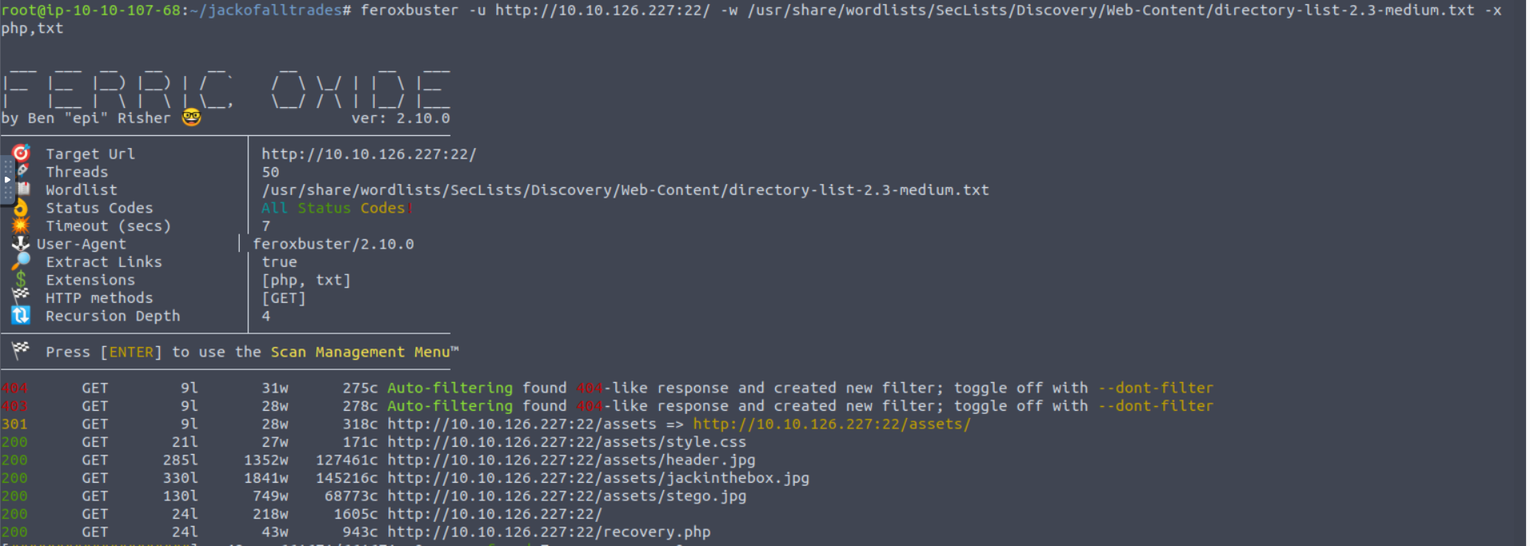 root@ip-10-10-107-68:~/jackofalltrades# feroxbuster -u http://10.10.126.227:22/ -w /usr/share/wordlists/SecLists/Discovery/Web-Content/directory-list-2.3-medium.txt -x
php,txt
FERRIC OXIDE
by Ben "epi" Risher 🤓 ver: 2.10.0
🎯 Target Url │ http://10.10.126.227:22/
🚀 Threads │ 50
📖 Wordlist │ /usr/share/wordlists/SecLists/Discovery/Web-Content/directory-list-2.3-medium.txt
👌 Status Codes │ All Status Codes!
💥 Timeout (secs) │ 7
🦡 User-Agent │ feroxbuster/2.10.0
🔎 Extract Links │ true
💲 Extensions │ [php, txt]
🏁 HTTP methods │ [GET]
🔃 Recursion Depth │ 4
🏁 Press [ENTER] to use the Scan Management Menu™
404 GET 9l 31w 275c Auto-filtering found 404-like response and created new filter; toggle off with --dont-filter
403 GET 9l 28w 278c Auto-filtering found 404-like response and created new filter; toggle off with --dont-filter
301 GET 9l 28w 318c http://10.10.126.227:22/assets => http://10.10.126.227:22/assets/
200 GET 21l 27w 171c http://10.10.126.227:22/assets/style.css
200 GET 285l 1352w 127461c http://10.10.126.227:22/assets/header.jpg
200 GET 330l 1841w 145216c http://10.10.126.227:22/assets/jackinthebox.jpg
200 GET 130l 749w 68773c http://10.10.126.227:22/assets/stego.jpg
200 GET 24l 218w 1605c http://10.10.126.227:22/
200 GET 24l 43w 943c http://10.10.126.227:22/recovery.php